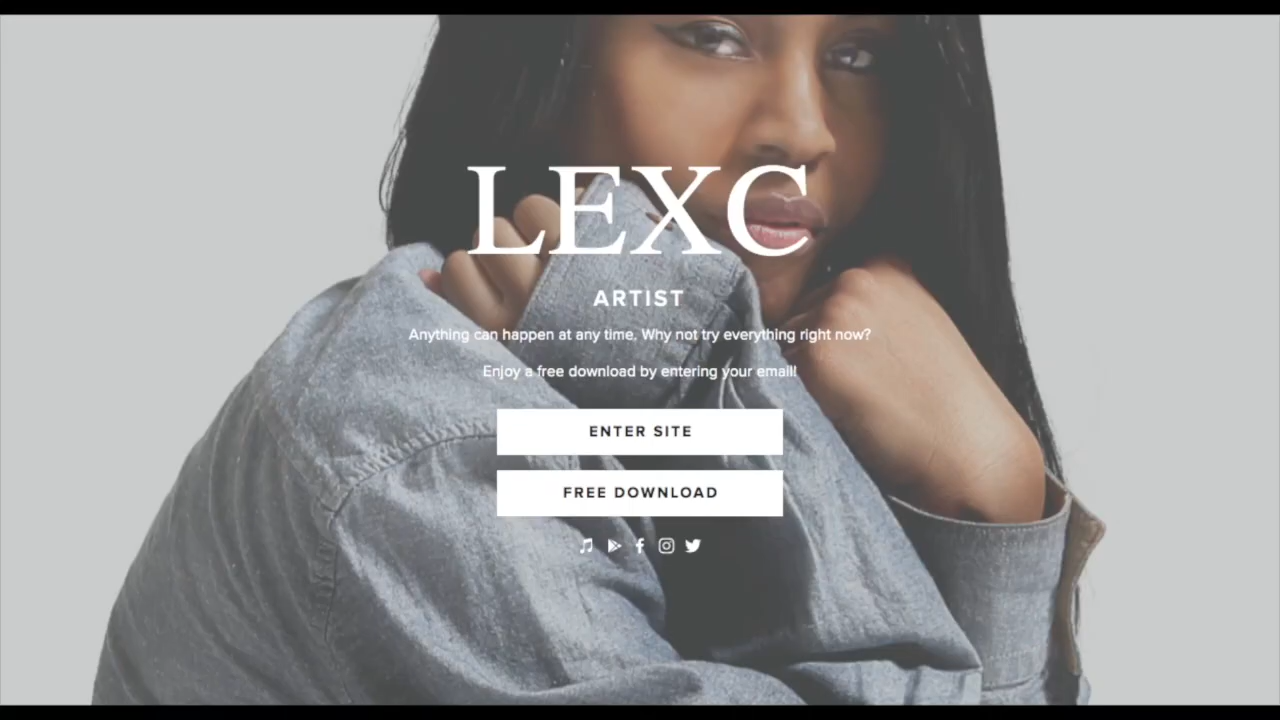 LEXC
ARTIST
Anything can happen at any time. Why not try everything right now?
Enjoy a free download by entering your email!
ENTER SITE
FREE DOWNLOAD